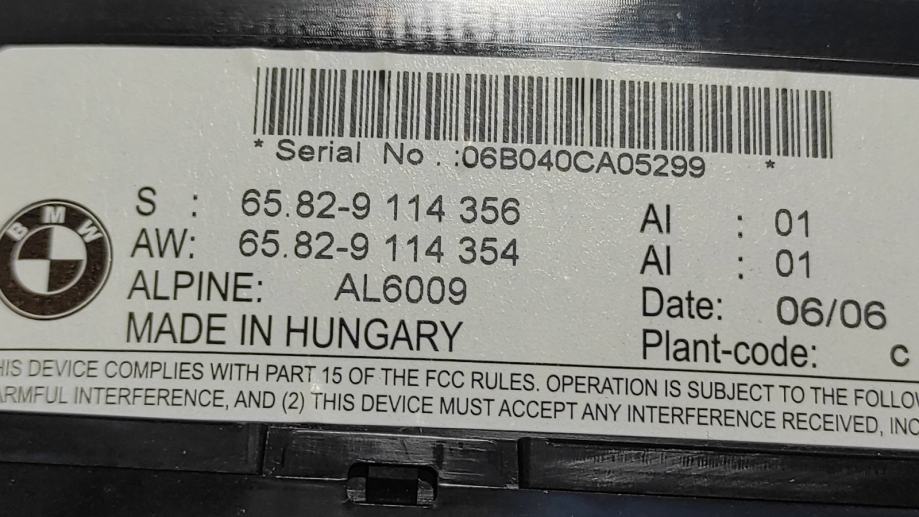 * Serial No. :06B040CA05299 *
S : 65.82-9 114 356 AI : 01
AW: 65.82-9 114 354 AI : 01
ALPINE: AL6009 Date: 06/06
MADE IN HUNGARY Plant-code: C
BMW
HIS DEVICE COMPLIES WITH PART 15 OF THE FCC RULES. OPERATION IS SUBJECT TO THE FOLLOW
ARMFUL INTERFERENCE, AND (2) THIS DEVICE MUST ACCEPT ANY INTERFERENCE RECEIVED, INC